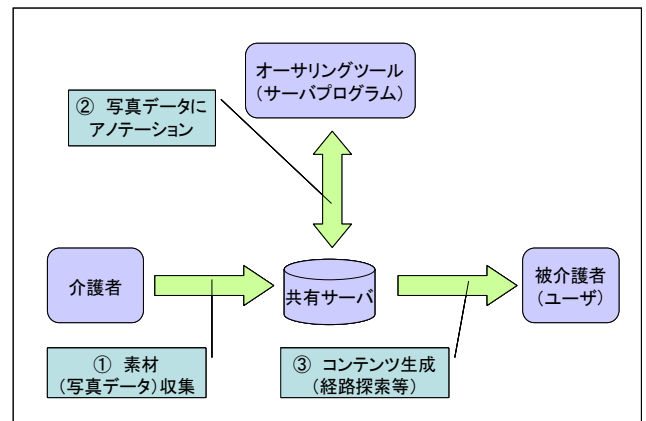 オーサリングツール
(サーバプログラム)
② 写真データに
アノテーション
介護者
共有サーバ
被介護者
(ユーザ)
① 素材
(写真データ)収集
③ コンテンツ生成
(経路探索等)